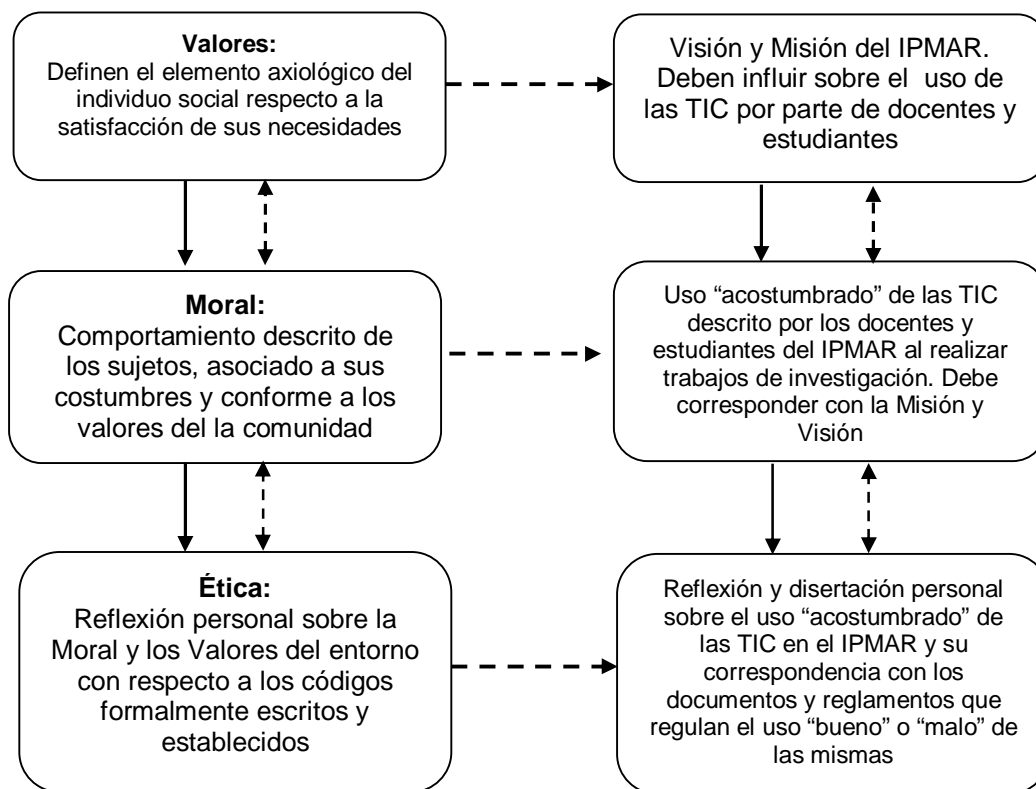 Valores:
Definen el elemento axiológico del
individuo social respecto a la
satisfacción de sus necesidades
Visión y Misión del IPMAR.
Deben influir sobre el uso de
las TIC por parte de docentes y
estudiantes
Moral:
Comportamiento descrito de
los sujetos, asociado a sus
costumbres y conforme a los
valores del la comunidad
Uso “acostumbrado” de las TIC
descrito por los docentes y
estudiantes del IPMAR al realizar
trabajos de investigación. Debe
corresponder con la Misión y
Visión
Ética:
Reflexión personal sobre la
Moral y los Valores del entorno
con respecto a los códigos
formalmente escritos y
establecidos
Reflexión y disertación personal
sobre el uso “acostumbrado” de
las TIC en el IPMAR y su
correspondencia con los
documentos y reglamentos que
regulan el uso “bueno” o “malo” de
las mismas